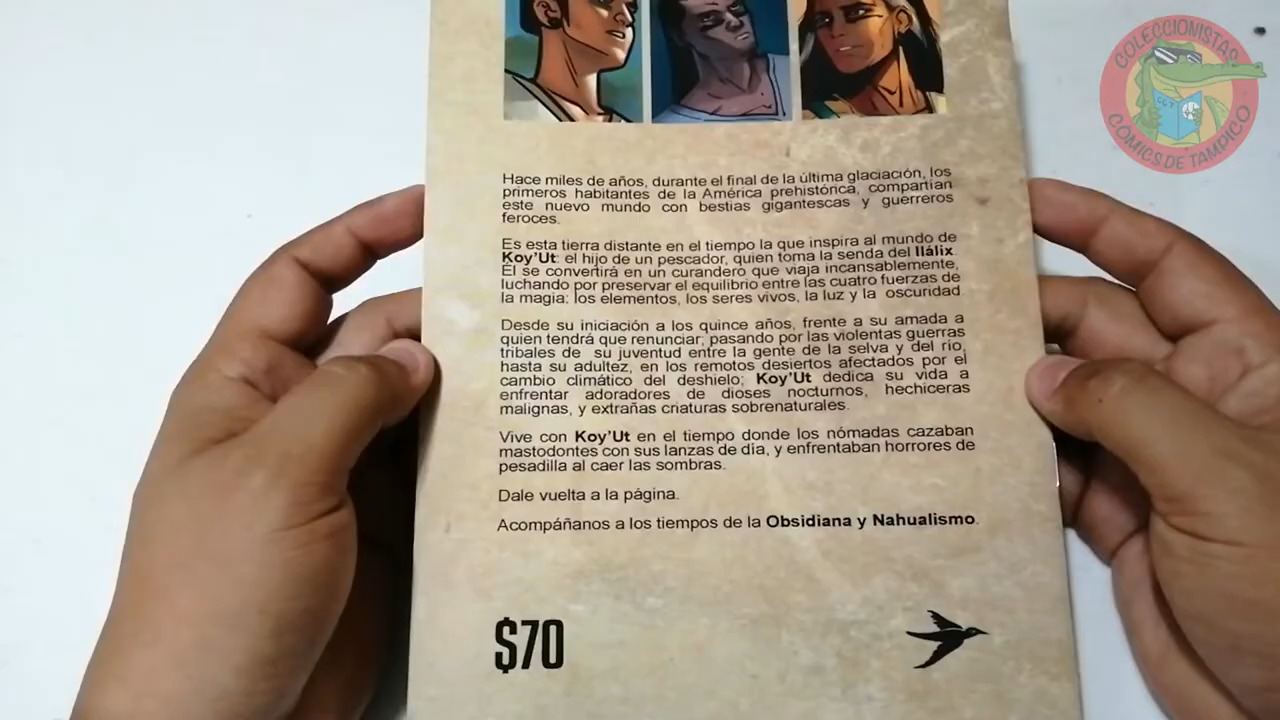 COLECCIONISTAS
CCT
COMICS DE TAMPICO
Hace miles de años, durante el final de la última glaciación, los
primeros habitantes de la América prehistórica, compartían
este nuevo mundo con bestias gigantescas y guerreros
feroces.
Es esta tierra distante en el tiempo la que inspira al mundo de
Koy'Ut: el hijo de un pescador, quien toma la senda del Ilálix.
Él se convertirá en un curandero que viaja incansablemente,
luchando por preservar el equilibrio entre las cuatro fuerzas de
la magia: los elementos, los seres vivos, la luz y la oscuridad
Desde su iniciación a los quince años, frente a su amada a
quien tendrá que renunciar; pasando por las violentas guerras
tribales de su juventud entre la gente de la selva y del río,
hasta su adultez, en los remotos desiertos afectados por el
cambio climático del deshielo; Koy'Ut dedica su vida a
enfrentar adoradores de dioses nocturnos, hechiceras
malignas, y extrañas criaturas sobrenaturales.
Vive con Koy'Ut en el tiempo donde los nómadas cazaban
mastodontes con sus lanzas de día, y enfrentaban horrores de
pesadilla al caer las sombras.
Dale vuelta a la página.
Acompáñanos a los tiempos de la Obsidiana y Nahualismo.
$70